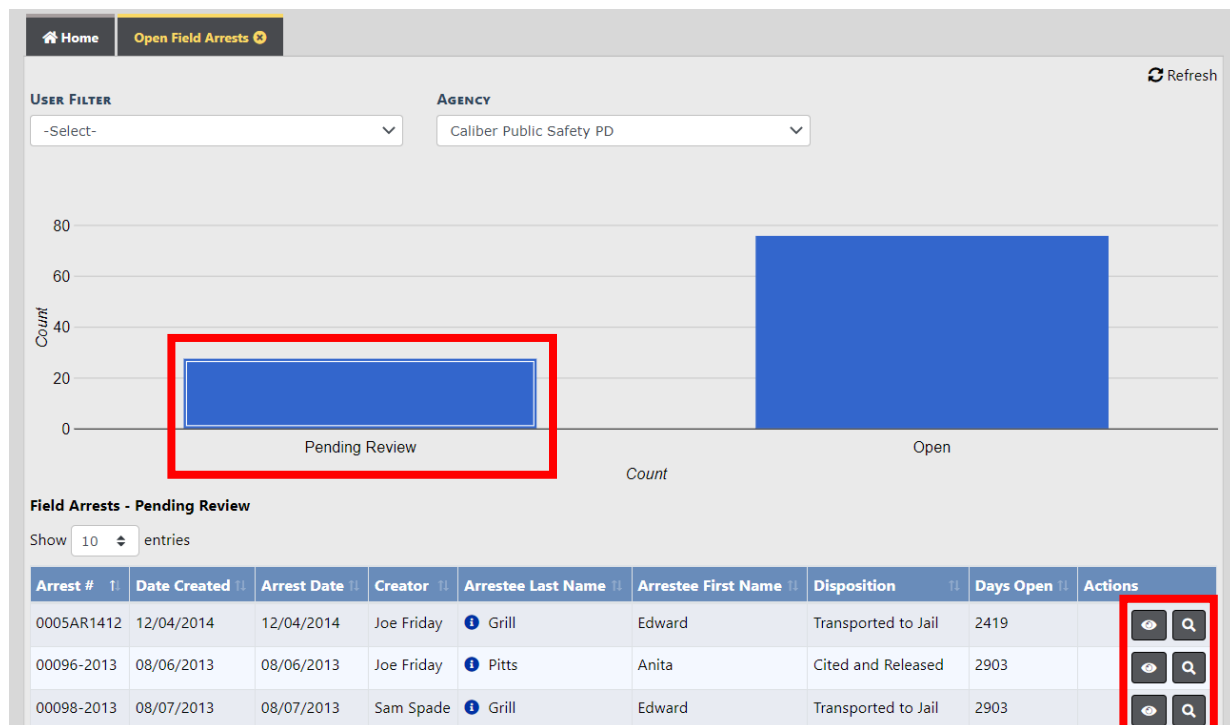 Home Open Field Arrests
Refresh
USER FILTER AGENCY
-Select- Caliber Public Safety PD
80
60
40
20
0
Count
Pending Review Open
Count
Field Arrests - Pending Review
Show 10 entries
Arrest # Date Created Arrest Date Creator Arrestee Last Name Arrestee First Name Disposition Days Open Actions
0005AR1412 12/04/2014 12/04/2014 Joe Friday Grill Edward Transported to Jail 2419
00096-2013 08/06/2013 08/06/2013 Joe Friday Pitts Anita Cited and Released 2903
00098-2013 08/07/2013 08/07/2013 Sam Spade Grill Edward Transported to Jail 2903